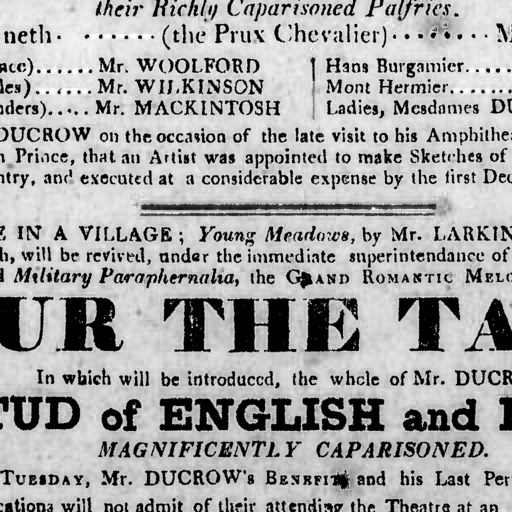 their Richly Caparisoned Palfries.
neth. ...... (the Prux Chevalier) ........ M
ace)...... Mr. WOOLFORD | Hans Burgamier.....
les)...... Mr. WILKINSON | Mont Hermier.....
nders)..... Mr. MACKINTOSH | Ladies, Mesdames DU
DUCROW on the occasion of the late visit to his Amphithea
n Prince, that an Artist was appointed to make Sketches of
ntry, and executed at a considerable expense by the first Dec
E IN A VILLAGE; Young Meadows, by Mr. LARKIN
h, will be revived, under the immediate superintendance of
d Military Paraphernalia, the GRAND ROMANTIC MELO
UR THE TA
In which will be introduced, the whole of Mr. DUCR
TUD of ENGLISH and
MAGNIFICENTLY CAPARISONED.
TUESDAY, Mr. DUCROW'S BENEFIT and his Last Per
cations will not admit of their attending the Theatre at an